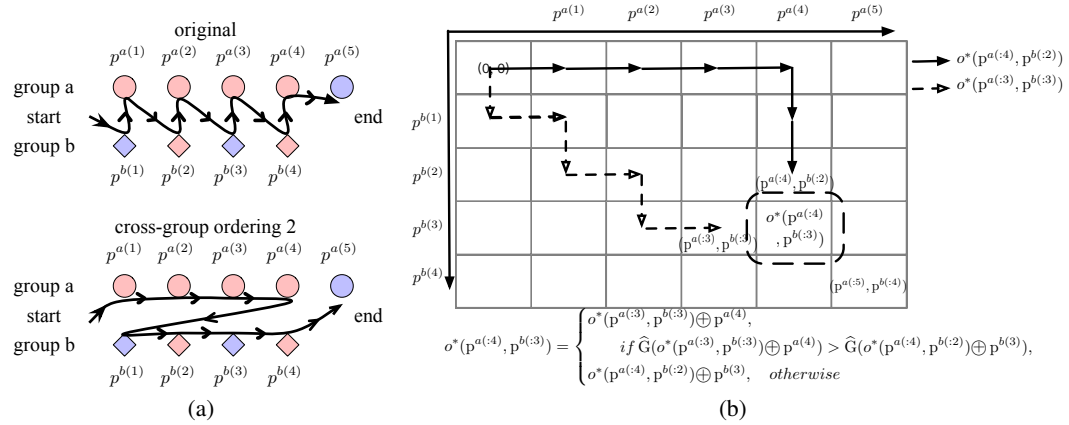 original
p^{a(1)} p^{a(2)} p^{a(3)} p^{a(4)} p^{a(5)}
group a
start end
group b
p^{b(1)} p^{b(2)} p^{b(3)} p^{b(4)}
cross-group ordering 2
p^{a(1)} p^{a(2)} p^{a(3)} p^{a(4)} p^{a(5)}
group a
start end
group b
p^{b(1)} p^{b(2)} p^{b(3)} p^{b(4)}
(a)
p^{a(1)} p^{a(2)} p^{a(3)} p^{a(4)} p^{a(5)}
(0, 0)
o*(p^{a(:4)}, p^{b(:2)})
o*(p^{a(:3)}, p^{b(:3)})
p^{b(1)}
p^{b(2)}
(p^{a(:4)}, p^{b(:2)})
p^{b(3)}
o*(p^{a(:4)}
, p^{b(:3)})
(p^{a(:3)}, p^{b(:3)})
p^{b(4)}
(p^{a(:5)}, p^{b(:4)})
o*(p^{a(:3)}, p^{b(:3)})⊕p^{a(4)},
o*(p^{a(:4)}, p^{b(:3)}) = { if Ĝ(o*(p^{a(:3)}, p^{b(:3)})⊕p^{a(4)}) > Ĝ(o*(p^{a(:4)}, p^{b(:2)})⊕p^{b(3)}),
o*(p^{a(:4)}, p^{b(:2)})⊕p^{b(3)}, otherwise
(b)